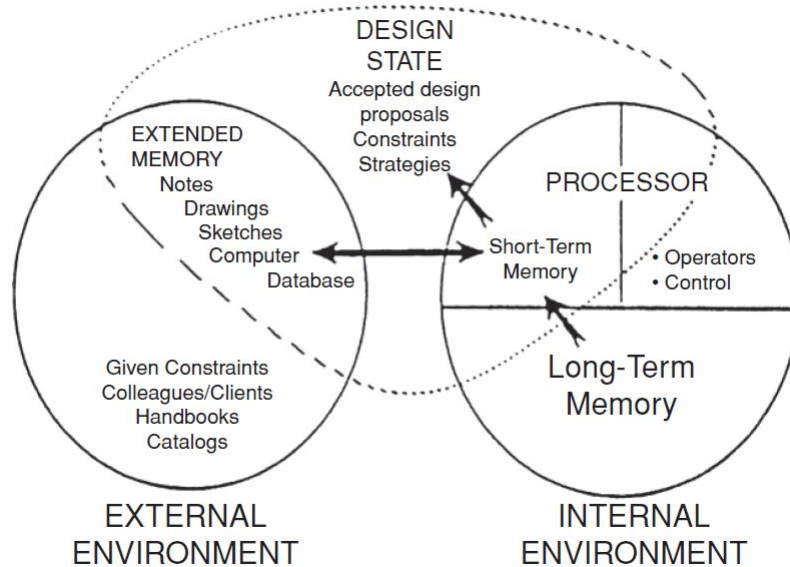 DESIGN
STATE
Accepted design
proposals
Constraints
Strategies
EXTENDED
MEMORY
Notes
Drawings
Sketches
Computer
Database
Given Constraints
Colleagues/Clients
Handbooks
Catalogs
EXTERNAL
ENVIRONMENT
PROCESSOR
Short-Term
Memory
• Operators
• Control
Long-Term
Memory
INTERNAL
ENVIRONMENT